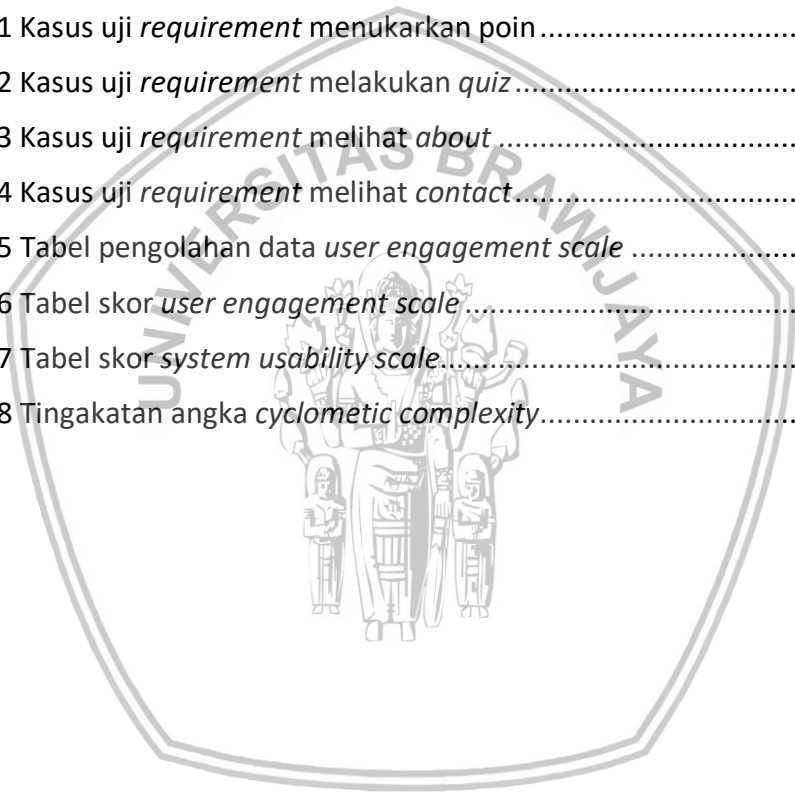 1 Kasus uji requirement menukarkan poin
2 Kasus uji requirement melakukan quiz
3 Kasus uji requirement melihat about
4 Kasus uji requirement melihat contact
5 Tabel pengolahan data user engagement scale
6 Tabel skor user engagement scale
7 Tabel skor system usability scale
8 Tingakatan angka cyclometic complexity
UNIVERSITAS BRAWIJAYA